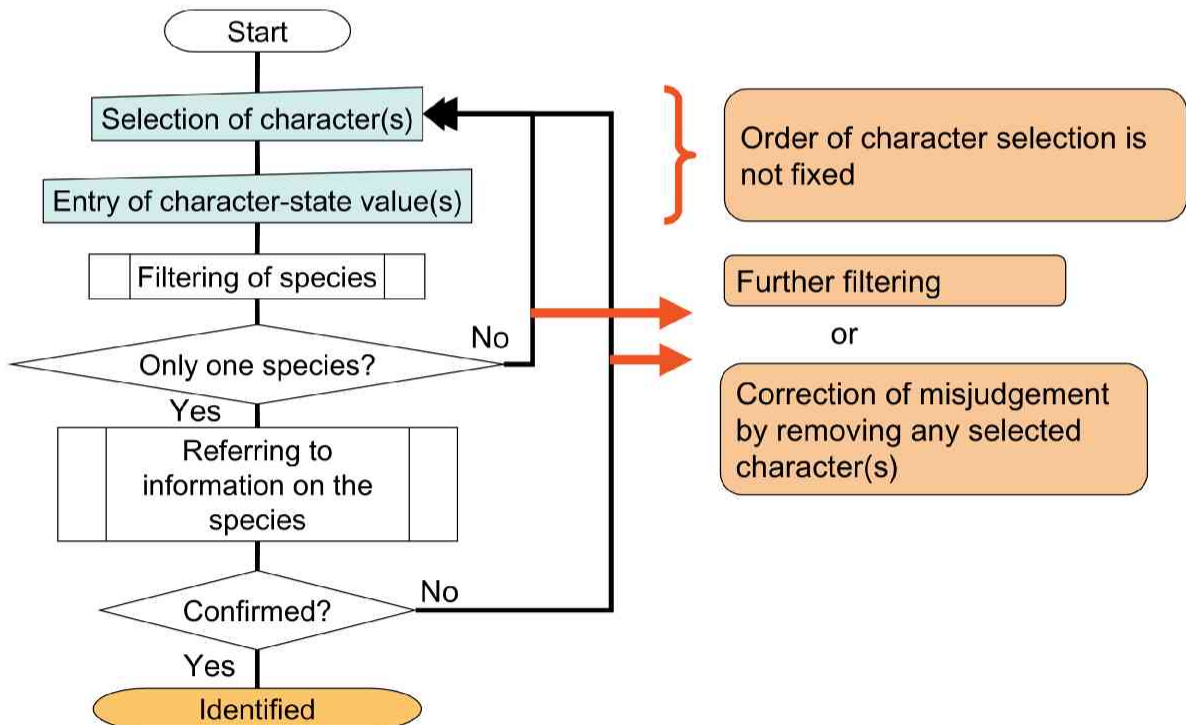 Start
Selection of character(s)
Entry of character-state value(s)
Filtering of species
Only one species?
No
Yes
Referring to
information on the
species
Confirmed?
No
Yes
Identified
Order of character selection is
not fixed
Further filtering
or
Correction of misjudgement
by removing any selected
character(s)